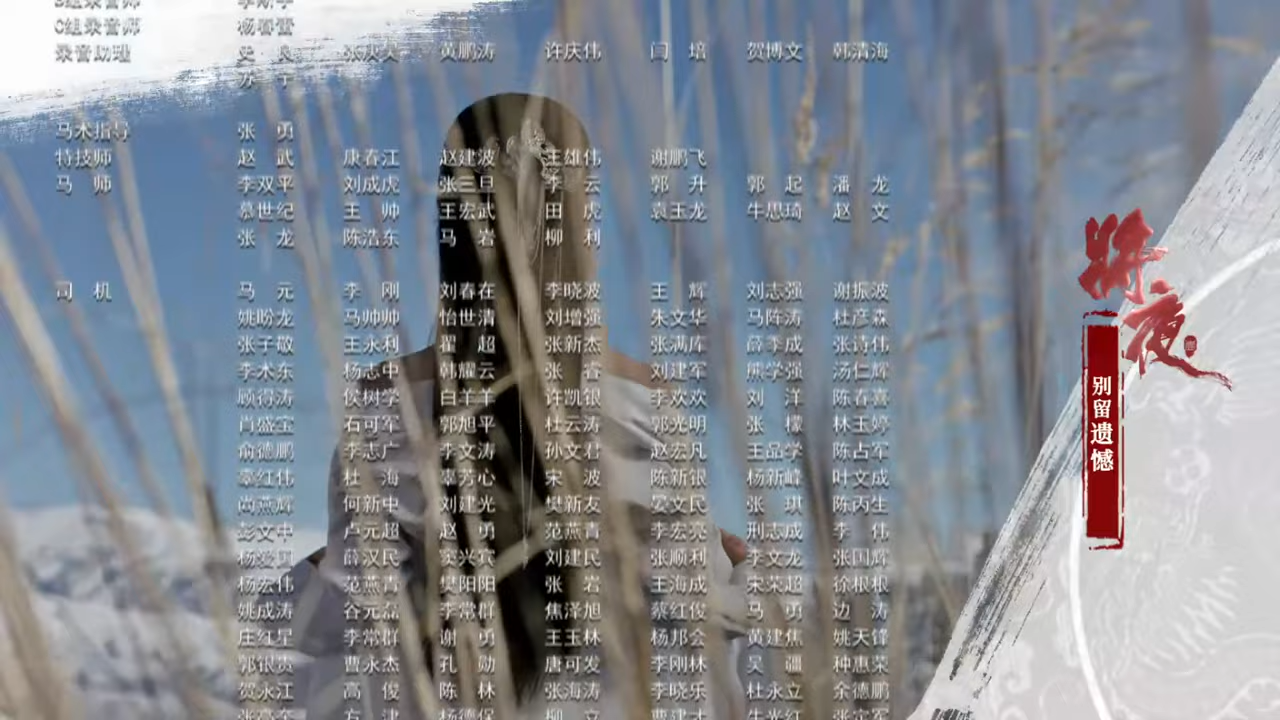 C组录音师 杨春雷
录音助理 史 良 黄鹏涛 许庆伟 闫 培 贺博文 韩清海
苏 宁
马术指导 张 勇
特技师 赵 武 康春江 赵建波 王雄伟 谢鹏飞
马 师 李双平 刘成虎 张三旦 李 云 郭 升 郭 起 潘 龙
慕世纪 王 帅 王宏武 田 虎 袁玉龙 牛思琦 赵 文
张 龙 陈浩东 马 岩 柳 利
司 机 马 元 李 刚 刘春在 李晓波 王 辉 刘志强 谢振波
姚盼龙 马帅帅 怡世清 刘增强 朱文华 马阵涛 杜彦森
张子敬 王永利 翟 超 张新杰 张满库 薛季成 张诗伟
李木东 杨志中 韩耀云 张 睿 刘建军 熊学强 汤仁辉
顾得涛 侯树学 白羊羊 许凯银 李欢欢 刘 洋 陈春喜
肖盛宝 石可军 郭旭平 杜云涛 郭光明 张 檬 林玉婷
俞德鹏 李志广 李文涛 孙文君 赵宏凡 王品学 陈占军
辜红伟 杜 海 辜芳心 宋 波 陈新银 杨新峰 叶文成
尚燕辉 何新中 刘建光 樊新友 晏文民 张 琪 陈丙生
彭文中 卢元超 赵 勇 范燕青 李宏亮 刑志成 李 伟
杨爱国 薛汉民 窦兴宾 刘建民 张顺利 李文龙 张国辉
杨宏伟 范燕青 樊阳阳 张 岩 王海成 宋荣超 徐根根
姚成涛 谷元磊 李常群 焦泽旭 蔡红俊 马 勇 边 涛
庄红星 李常群 谢 勇 王玉林 杨邦会 黄建焦 姚天锋
郭银贵 曹永杰 孔 勋 唐可发 李刚林 吴 疆 种惠荣
贺永江 高 俊 陈 林 张海涛 李晓乐 杜永立 余德鹏
将夜
别留遗憾